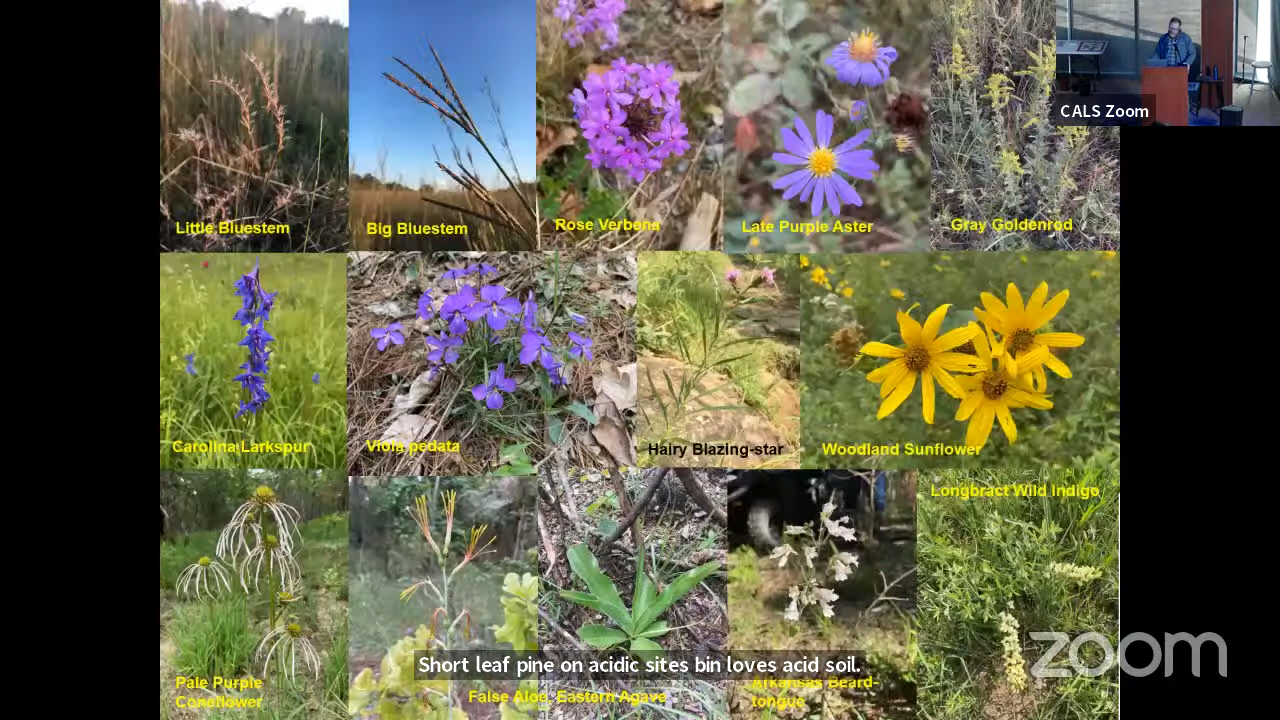 CALS Zoom
Little Bluestem
Big Bluestem
Rose Verbena
Late Purple Aster
Gray Goldenrod
Carolina Larkspur
Viola pedata
Hairy Blazing-star
Woodland Sunflower
Longbract Wild Indigo
Pale Purple
Coneflower
False Aloe, Eastern Agave
Arkansas Beard-
tongue
Short leaf pine on acidic sites bin loves acid soil.
zoom